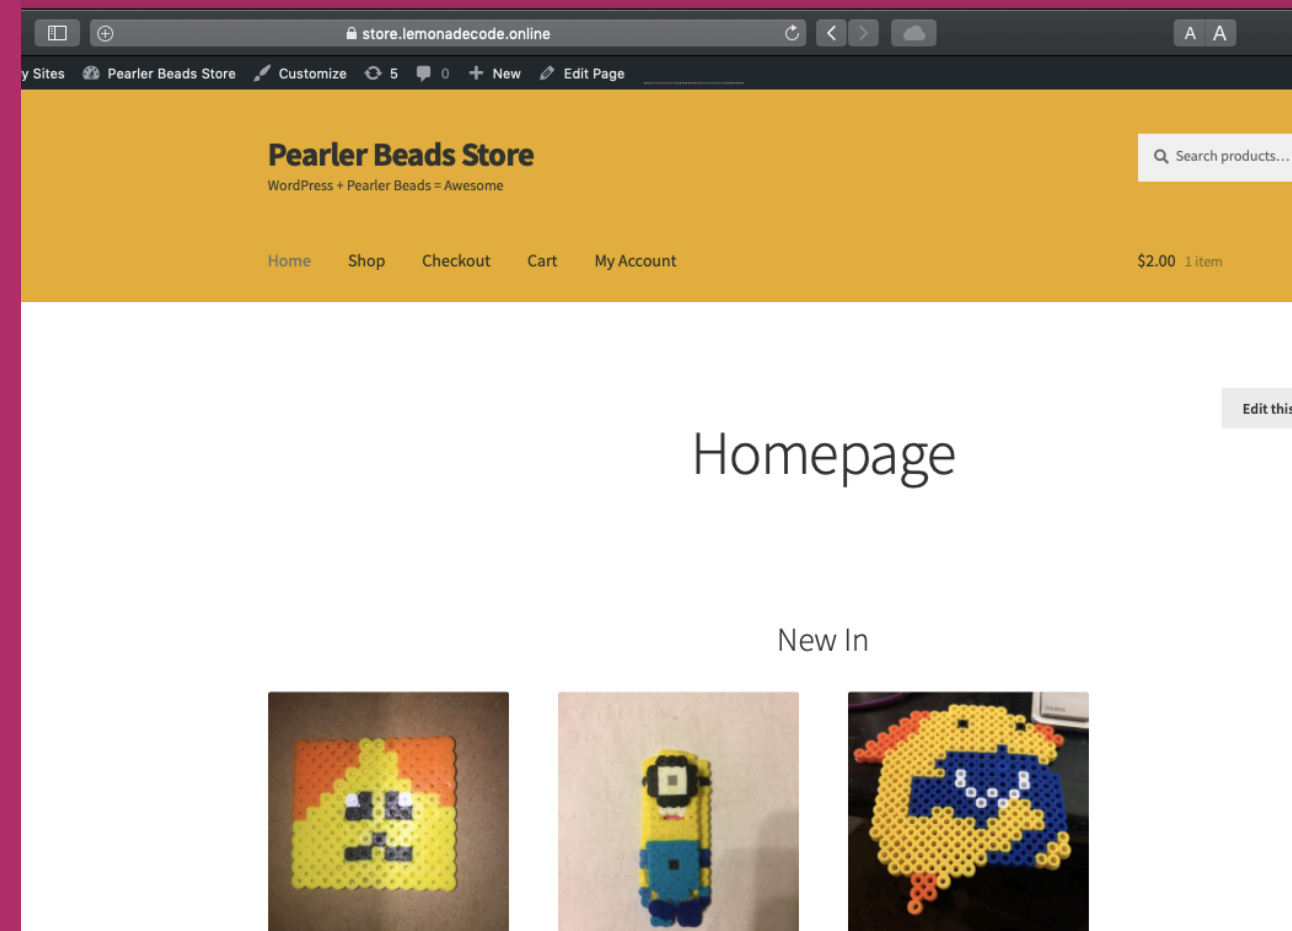 store.lemonadecode.online
A A
y Sites Pearler Beads Store Customize 5 0 New Edit Page
Pearler Beads Store
WordPress + Pearler Beads = Awesome
Search products…
Home Shop Checkout Cart My Account
$2.00 1 item
Edit this
Homepage
New In